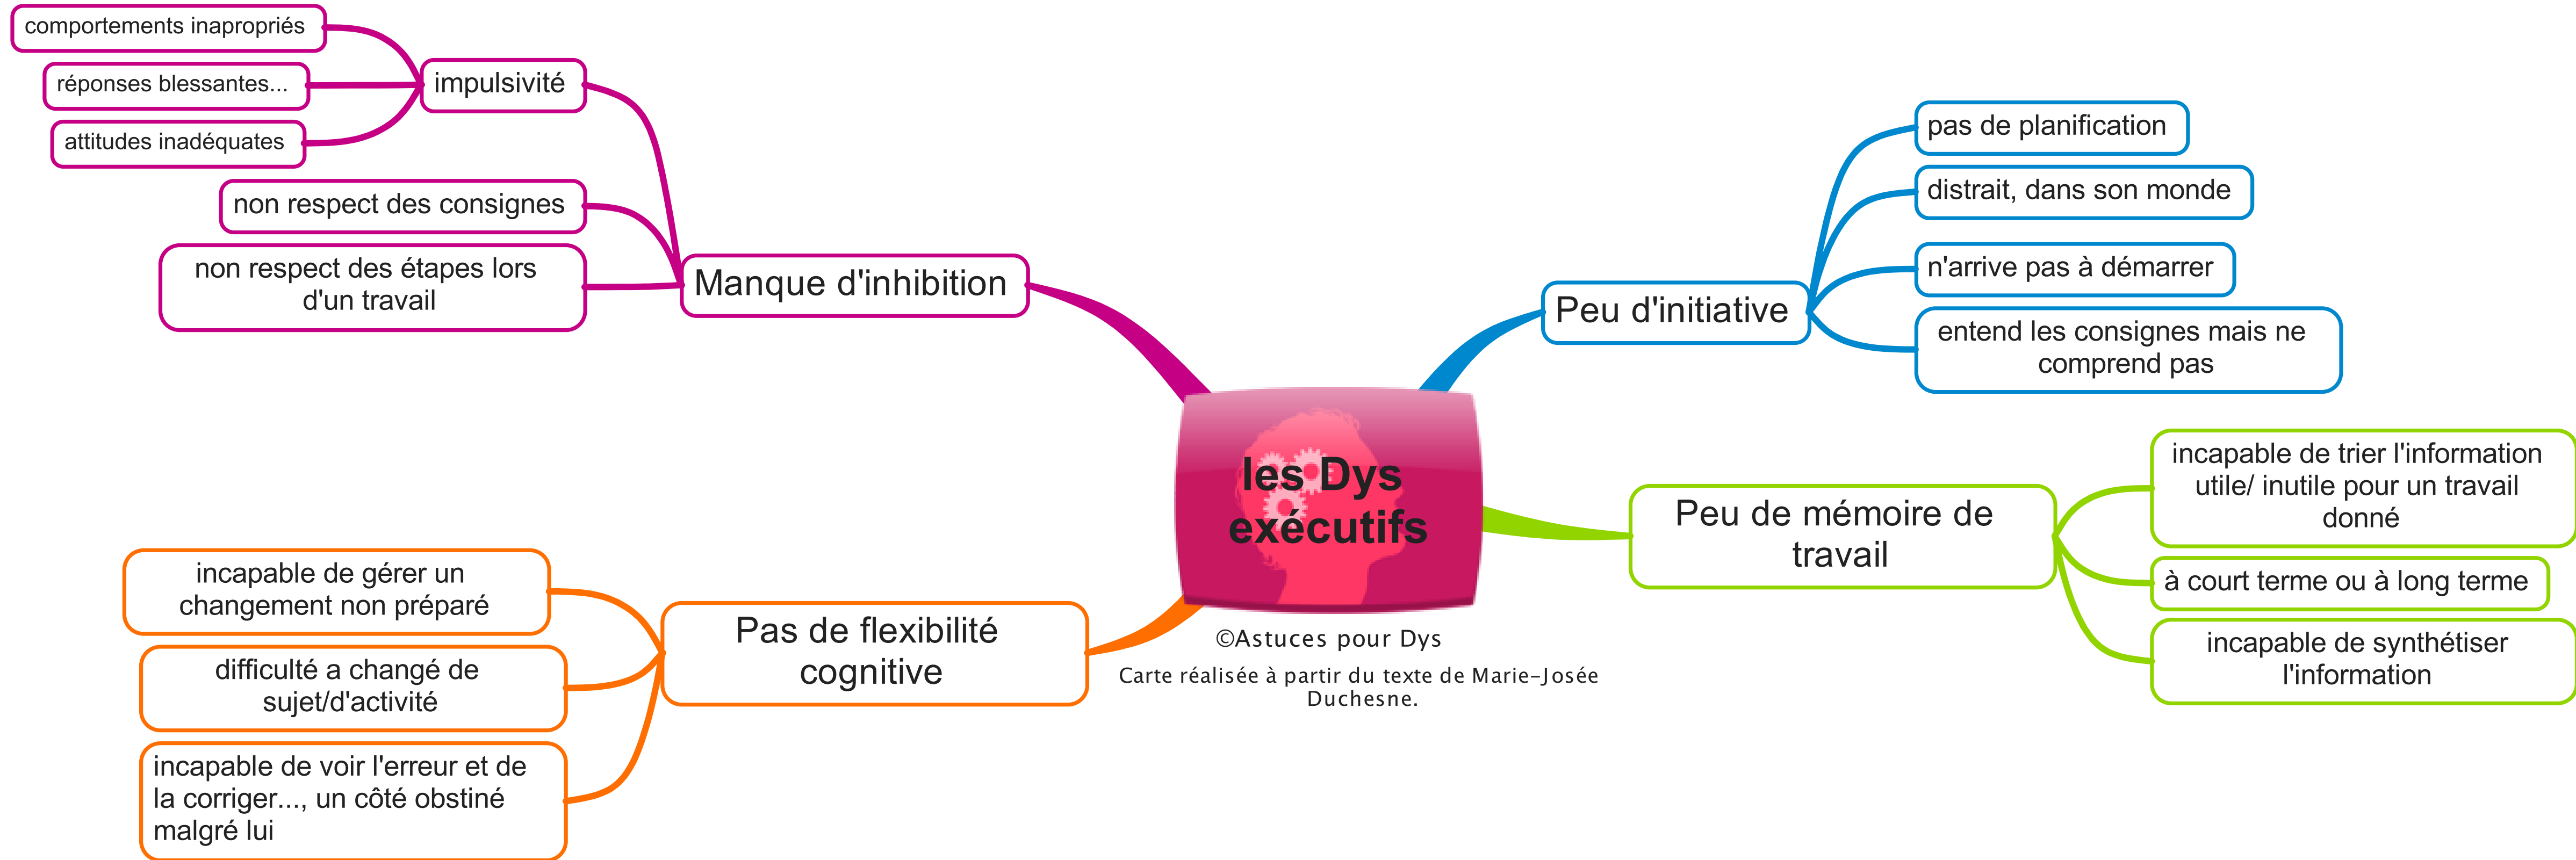 les Dys
exécutifs
©Astuces pour Dys
Carte réalisée à partir du texte de Marie-Josée
Duchesne.
Peu d'initiative
pas de planification
distrait, dans son monde
n'arrive pas à démarrer
entend les consignes mais ne
comprend pas
Peu de mémoire de
travail
incapable de trier l'information
utile/ inutile pour un travail
donné
à court terme ou à long terme
incapable de synthétiser
l'information
Pas de flexibilité
cognitive
incapable de gérer un
changement non préparé
difficulté a changé de
sujet/d'activité
incapable de voir l'erreur et de
la corriger..., un côté obstiné
malgré lui
Manque d'inhibition
impulsivité
comportements inapropriés
réponses blessantes...
attitudes inadéquates
non respect des consignes
non respect des étapes lors
d'un travail